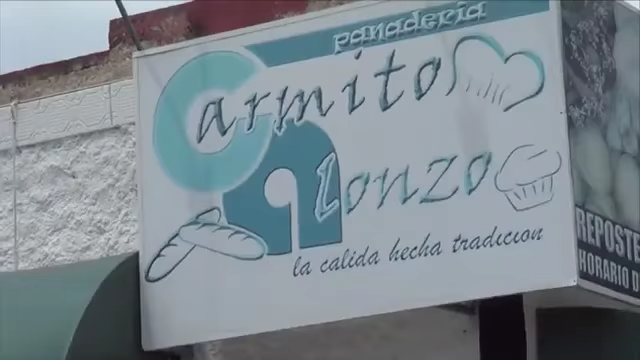 panaderia
Carmito
alonzo
la calida hecha tradicion
REPOSTE
HORARIO D